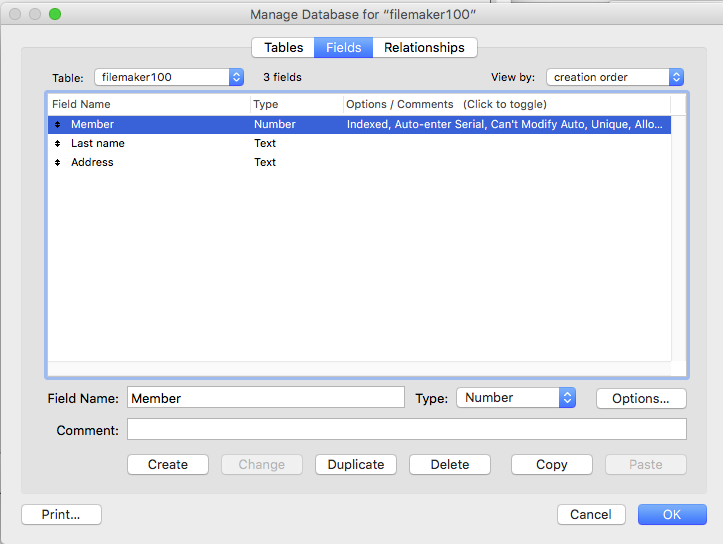 Manage Database for “filemaker100”
Tables Fields Relationships
Table: filemaker100 3 fields View by: creation order
Field Name Type Options / Comments (Click to toggle)
Member Number Indexed, Auto-enter Serial, Can't Modify Auto, Unique, Allo...
Last name Text
Address Text
Field Name: Member Type: Number Options...
Comment:
Create Change Duplicate Delete Copy Paste
Print... Cancel OK